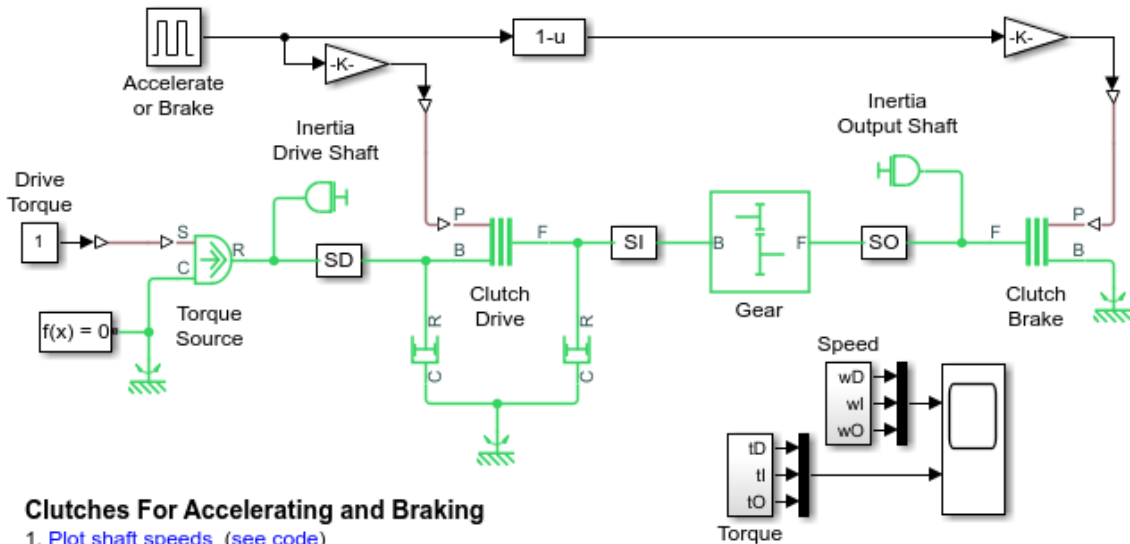 Accelerate
or Brake
-K-
1-u
-K-
Inertia
Drive Shaft
Inertia
Output Shaft
Drive
Torque
1
S
C
R
SD
P
B
F
SI
B
F
SO
F
P
B
f(x) = 0
Torque
Source
Clutch
Drive
Gear
Clutch
Brake
R
C
R
C
Speed
wD
wI
wO
tD
tI
tO
Torque
Clutches For Accelerating and Braking
1. Plot shaft speeds (see code)